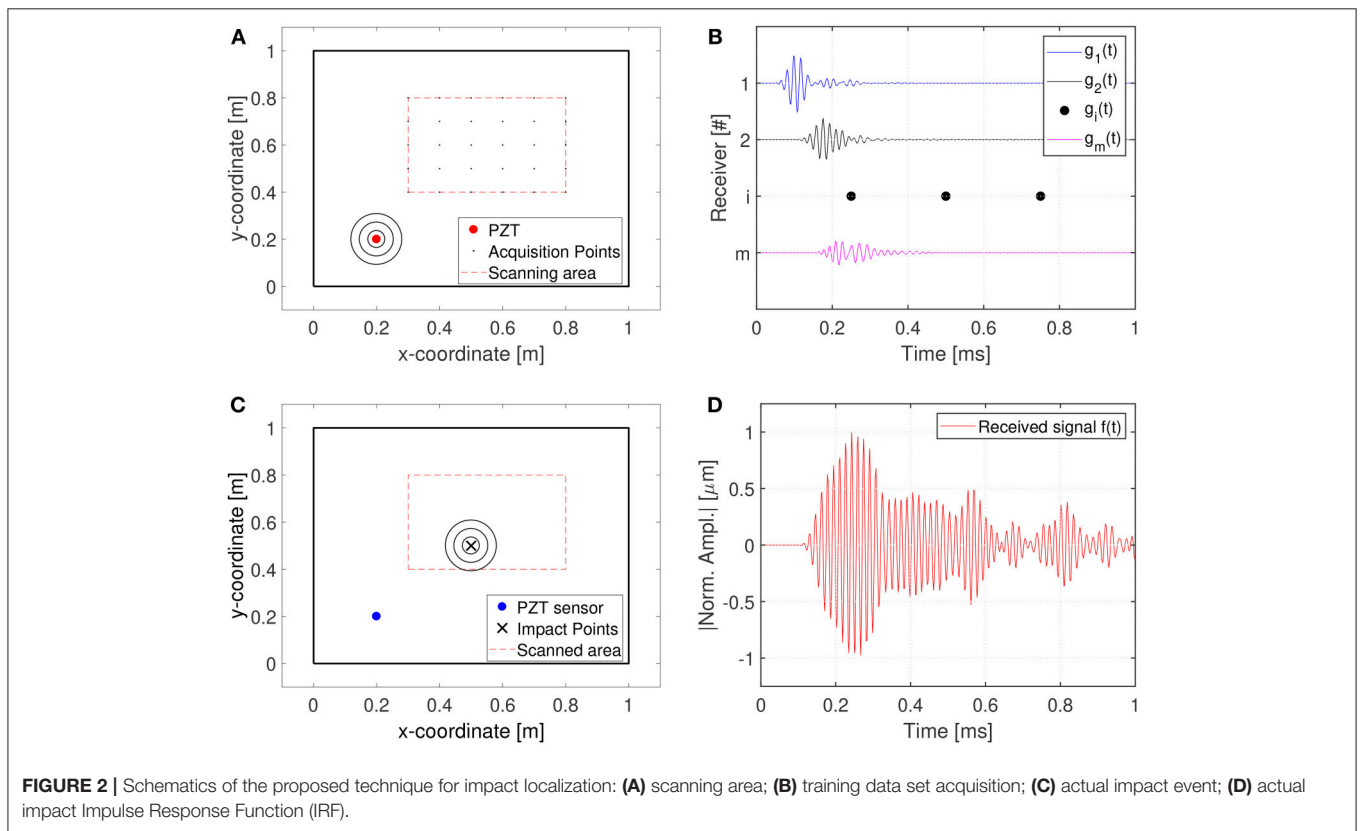 A
1
0.8
0.6
0.4
0.2
0
y-coordinate [m]
PZT
Acquisition Points
Scanning area
0 0.2 0.4 0.6 0.8 1
x-coordinate [m]
B
1
2
i
m
Receiver [#]
g_1(t)
g_2(t)
g_i(t)
g_m(t)
0 0.2 0.4 0.6 0.8 1
Time [ms]
C
1
0.8
0.6
0.4
0.2
0
y-coordinate [m]
PZT sensor
Impact Points
Scanned area
0 0.2 0.4 0.6 0.8 1
x-coordinate [m]
D
1
0.5
0
-0.5
-1
|Norm. Ampl.| [μm]
Received signal f(t)
0 0.2 0.4 0.6 0.8 1
Time [ms]
FIGURE 2 | Schematics of the proposed technique for impact localization: (A) scanning area; (B) training data set acquisition; (C) actual impact event; (D) actual
impact Impulse Response Function (IRF).